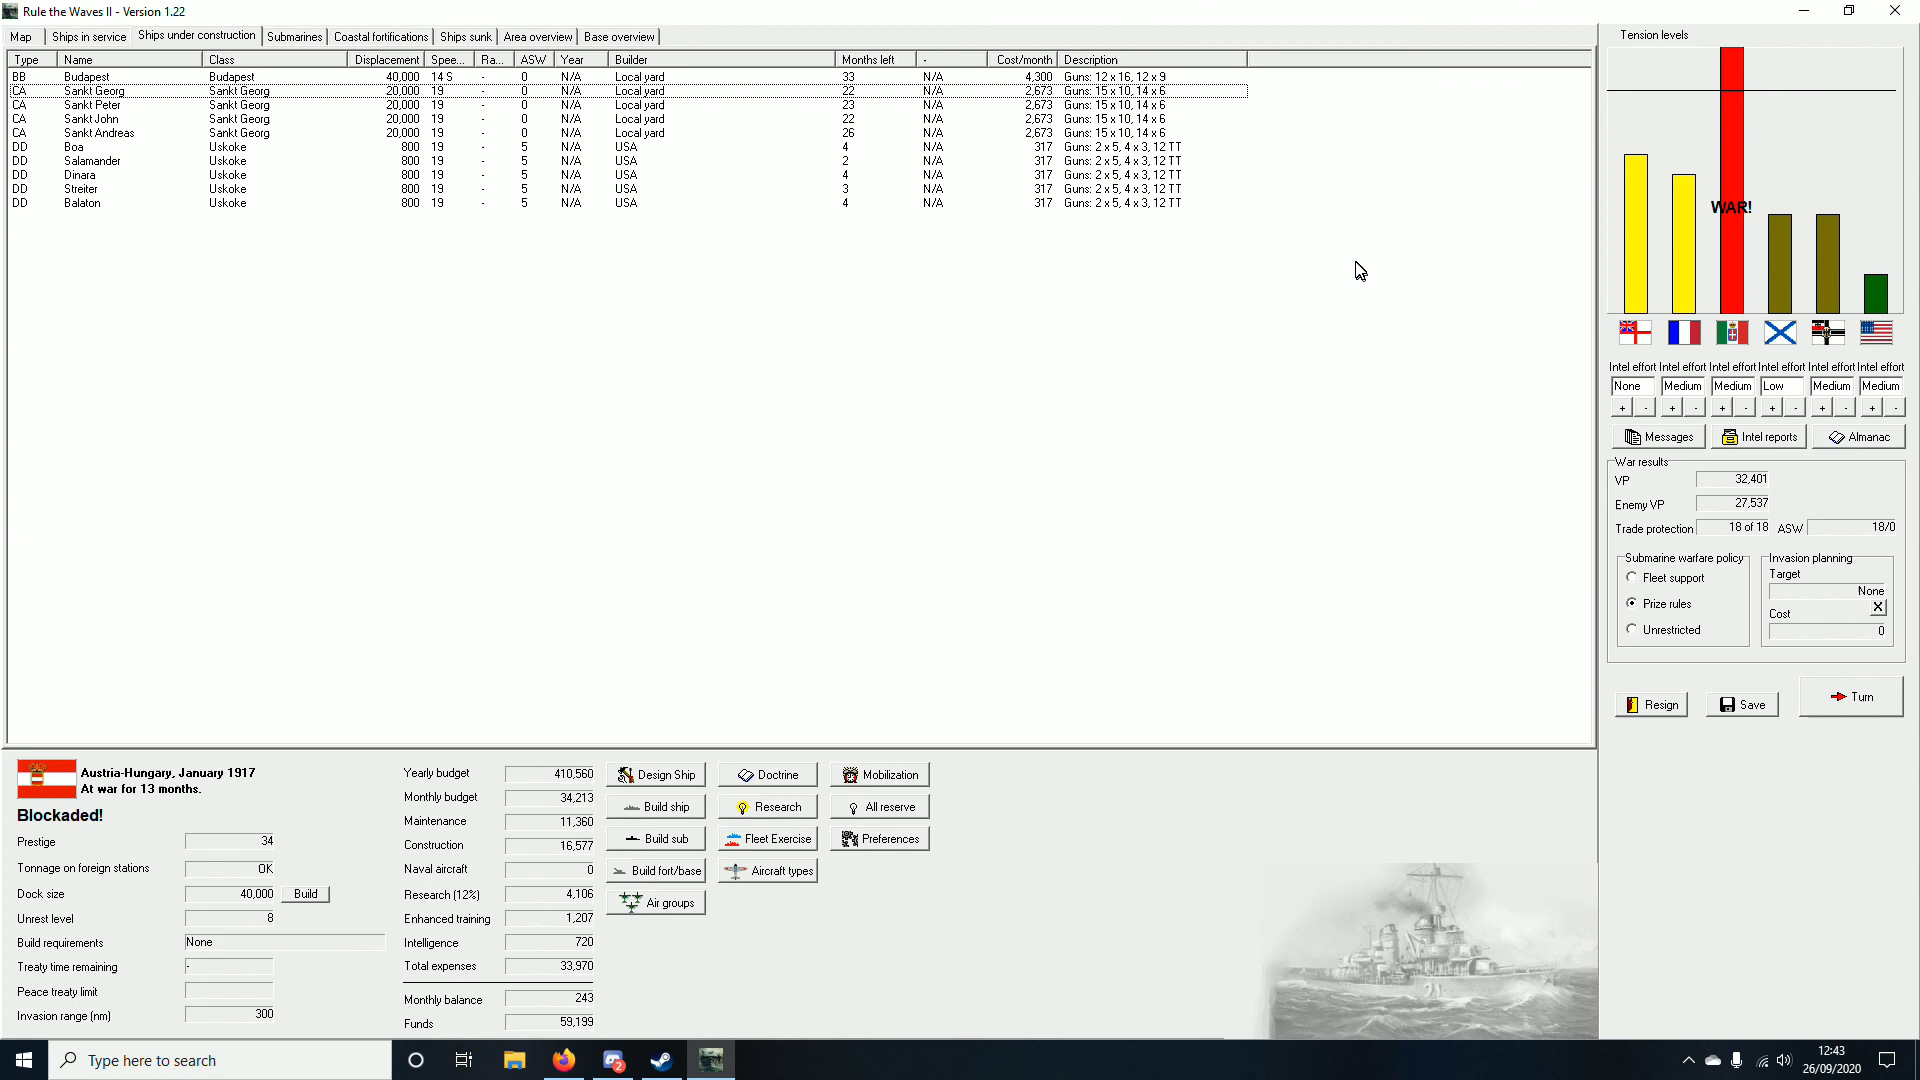 Rule the Waves II - Version 1.22
Map Ships in service Ships under construction Submarines Coastal fortifications Ships sunk Area overview Base overview
Type Name Class Displacement Spee... Ra... ASW Year Builder Months left - Cost/month Description
BB Budapest Budapest 40,000 14 S - 0 N/A Local yard 33 N/A 4,300 Guns: 12 x 16, 12 x 9
CA Sankt Georg Sankt Georg 20,000 19 - 0 N/A Local yard 22 N/A 2,673 Guns: 15 x 10, 14 x 6
CA Sankt Peter Sankt Georg 20,000 19 - 0 N/A Local yard 23 N/A 2,673 Guns: 15 x 10, 14 x 6
CA Sankt John Sankt Georg 20,000 19 - 0 N/A Local yard 22 N/A 2,673 Guns: 15 x 10, 14 x 6
CA Sankt Andreas Sankt Georg 20,000 19 - 0 N/A Local yard 26 N/A 2,673 Guns: 15 x 10, 14 x 6
DD Boa Uskoke 800 19 - 5 N/A USA 4 N/A 317 Guns: 2 x 5, 4 x 3, 12 TT
DD Salamander Uskoke 800 19 - 5 N/A USA 2 N/A 317 Guns: 2 x 5, 4 x 3, 12 TT
DD Dinara Uskoke 800 19 - 5 N/A USA 4 N/A 317 Guns: 2 x 5, 4 x 3, 12 TT
DD Streiter Uskoke 800 19 - 5 N/A USA 3 N/A 317 Guns: 2 x 5, 4 x 3, 12 TT
DD Balaton Uskoke 800 19 - 5 N/A USA 4 N/A 317 Guns: 2 x 5, 4 x 3, 12 TT
Tension levels
WAR!
Intel effort Intel effort Intel effort Intel effort Intel effort Intel effort
None Medium Medium Low Medium Medium
+ - + - + - + - + - + -
Messages Intel reports Almanac
War results
VP 32,401
Enemy VP 27,537
Trade protection 18 of 18 ASW 18/0
Submarine warfare policy
Fleet support
Prize rules
Unrestricted
Invasion planning
Target
None
Cost X
0
Resign Save Turn
Austria-Hungary, January 1917
At war for 13 months.
Blockaded!
Prestige 34
Tonnage on foreign stations OK
Dock size 40,000 Build
Unrest level 8
Build requirements None
Treaty time remaining -
Peace treaty limit
Invasion range (nm) 300
Yearly budget 410,560
Monthly budget 34,213
Maintenance 11,360
Construction 16,577
Naval aircraft 0
Research (12%) 4,106
Enhanced training 1,207
Intelligence 720
Total expenses 33,970
Monthly balance 243
Funds 59,199
Design Ship Doctrine Mobilization
Build ship Research All reserve
Build sub Fleet Exercise Preferences
Build fort/base Aircraft types
Air groups
Type here to search
2
12:43
26/09/2020